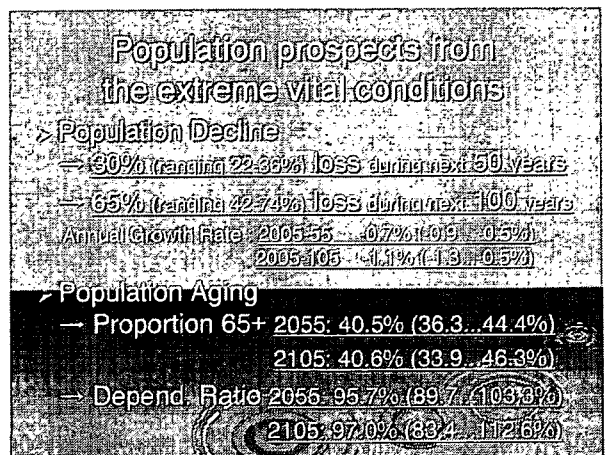 Population prospects from
the extreme vital conditions
➢ Population Decline
→ 30% (ranging 22-36%) loss during next 50 years
→ 65% (ranging 42-74%) loss during next 100 years
Annual Growth Rate 2005-55 -0.7% (-0.9...-0.5%)
2005-105 -1.1% (-1.3...-0.5%)
➢ Population Aging
→ Proportion 65+ 2055: 40.5% (36.3...44.4%)
2105: 40.6% (33.9...46.3%)
→ Depend. Ratio 2055: 95.7% (89.7...103.3%)
2105: 97.0% (83.4...112.6%)